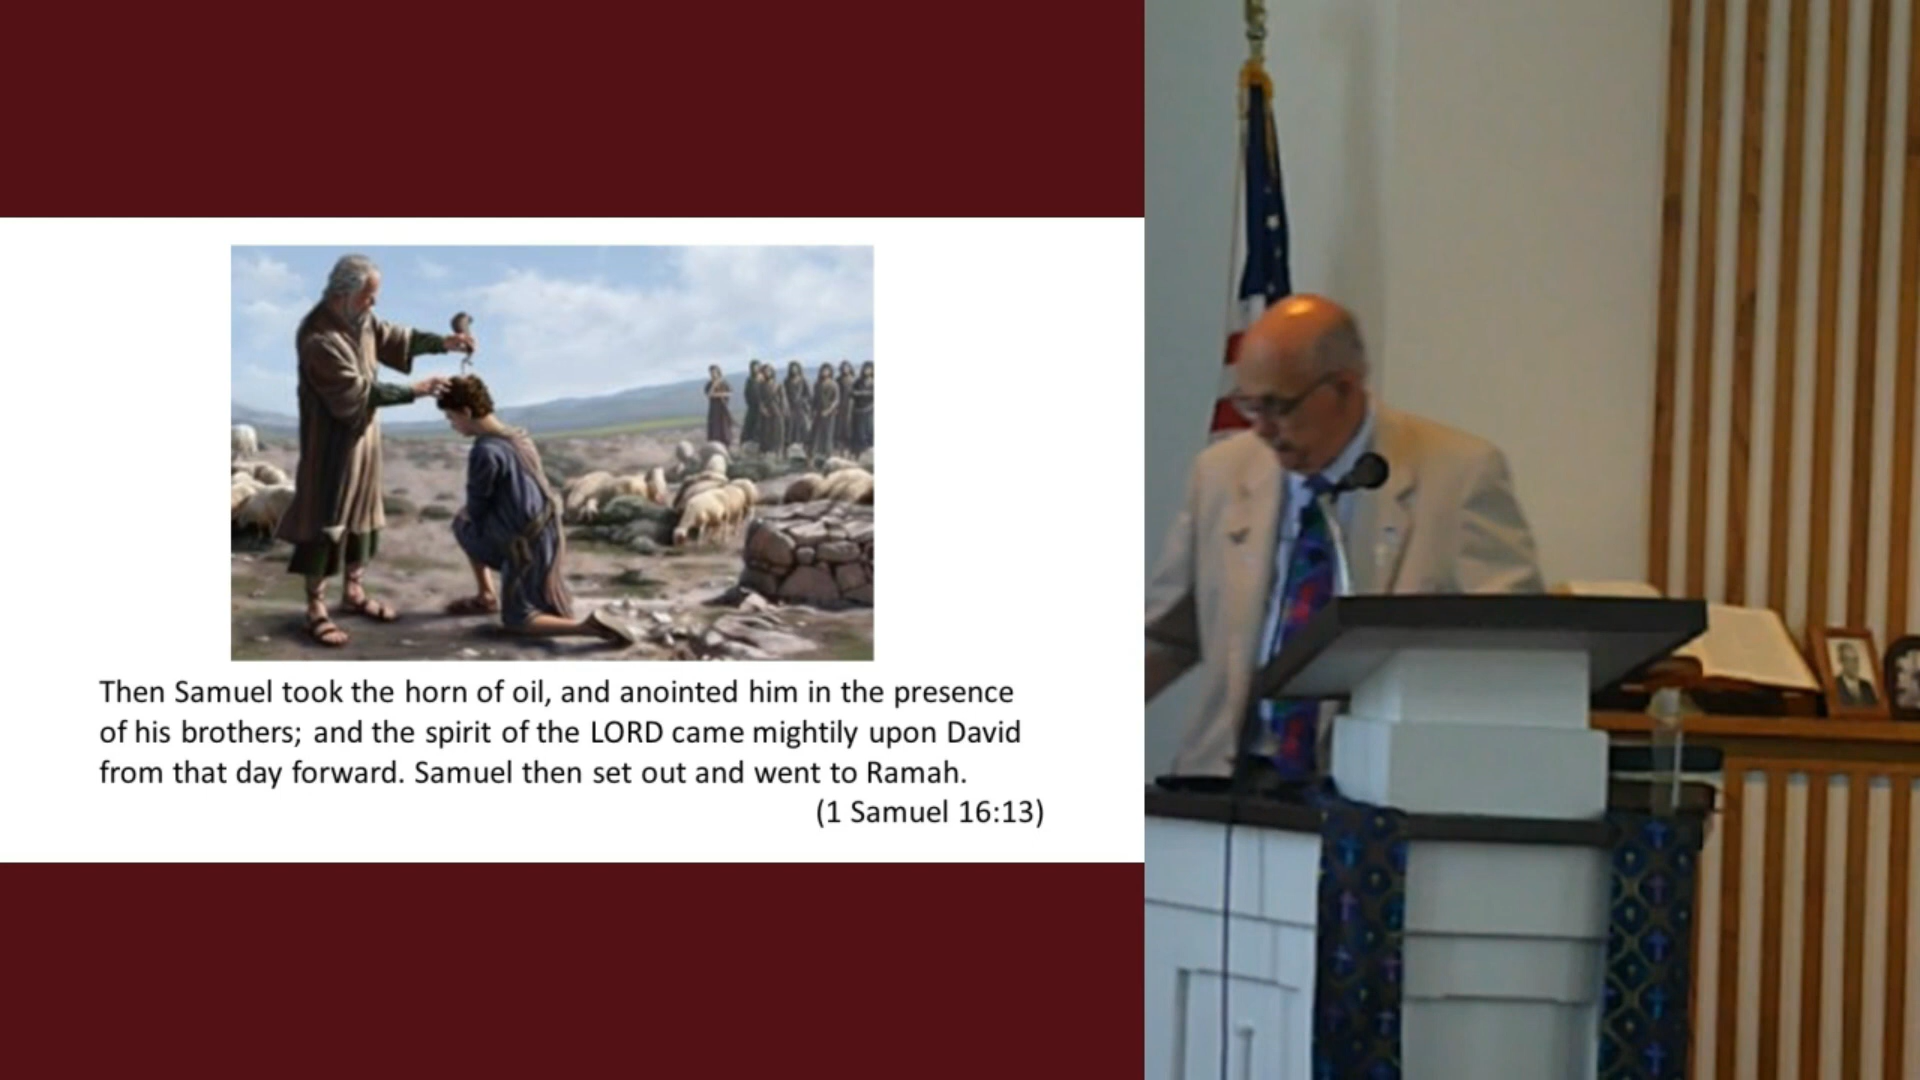 Then Samuel took the horn of oil, and anointed him in the presence
of his brothers; and the spirit of the LORD came mightily upon David
from that day forward. Samuel then set out and went to Ramah.
(1 Samuel 16:13)